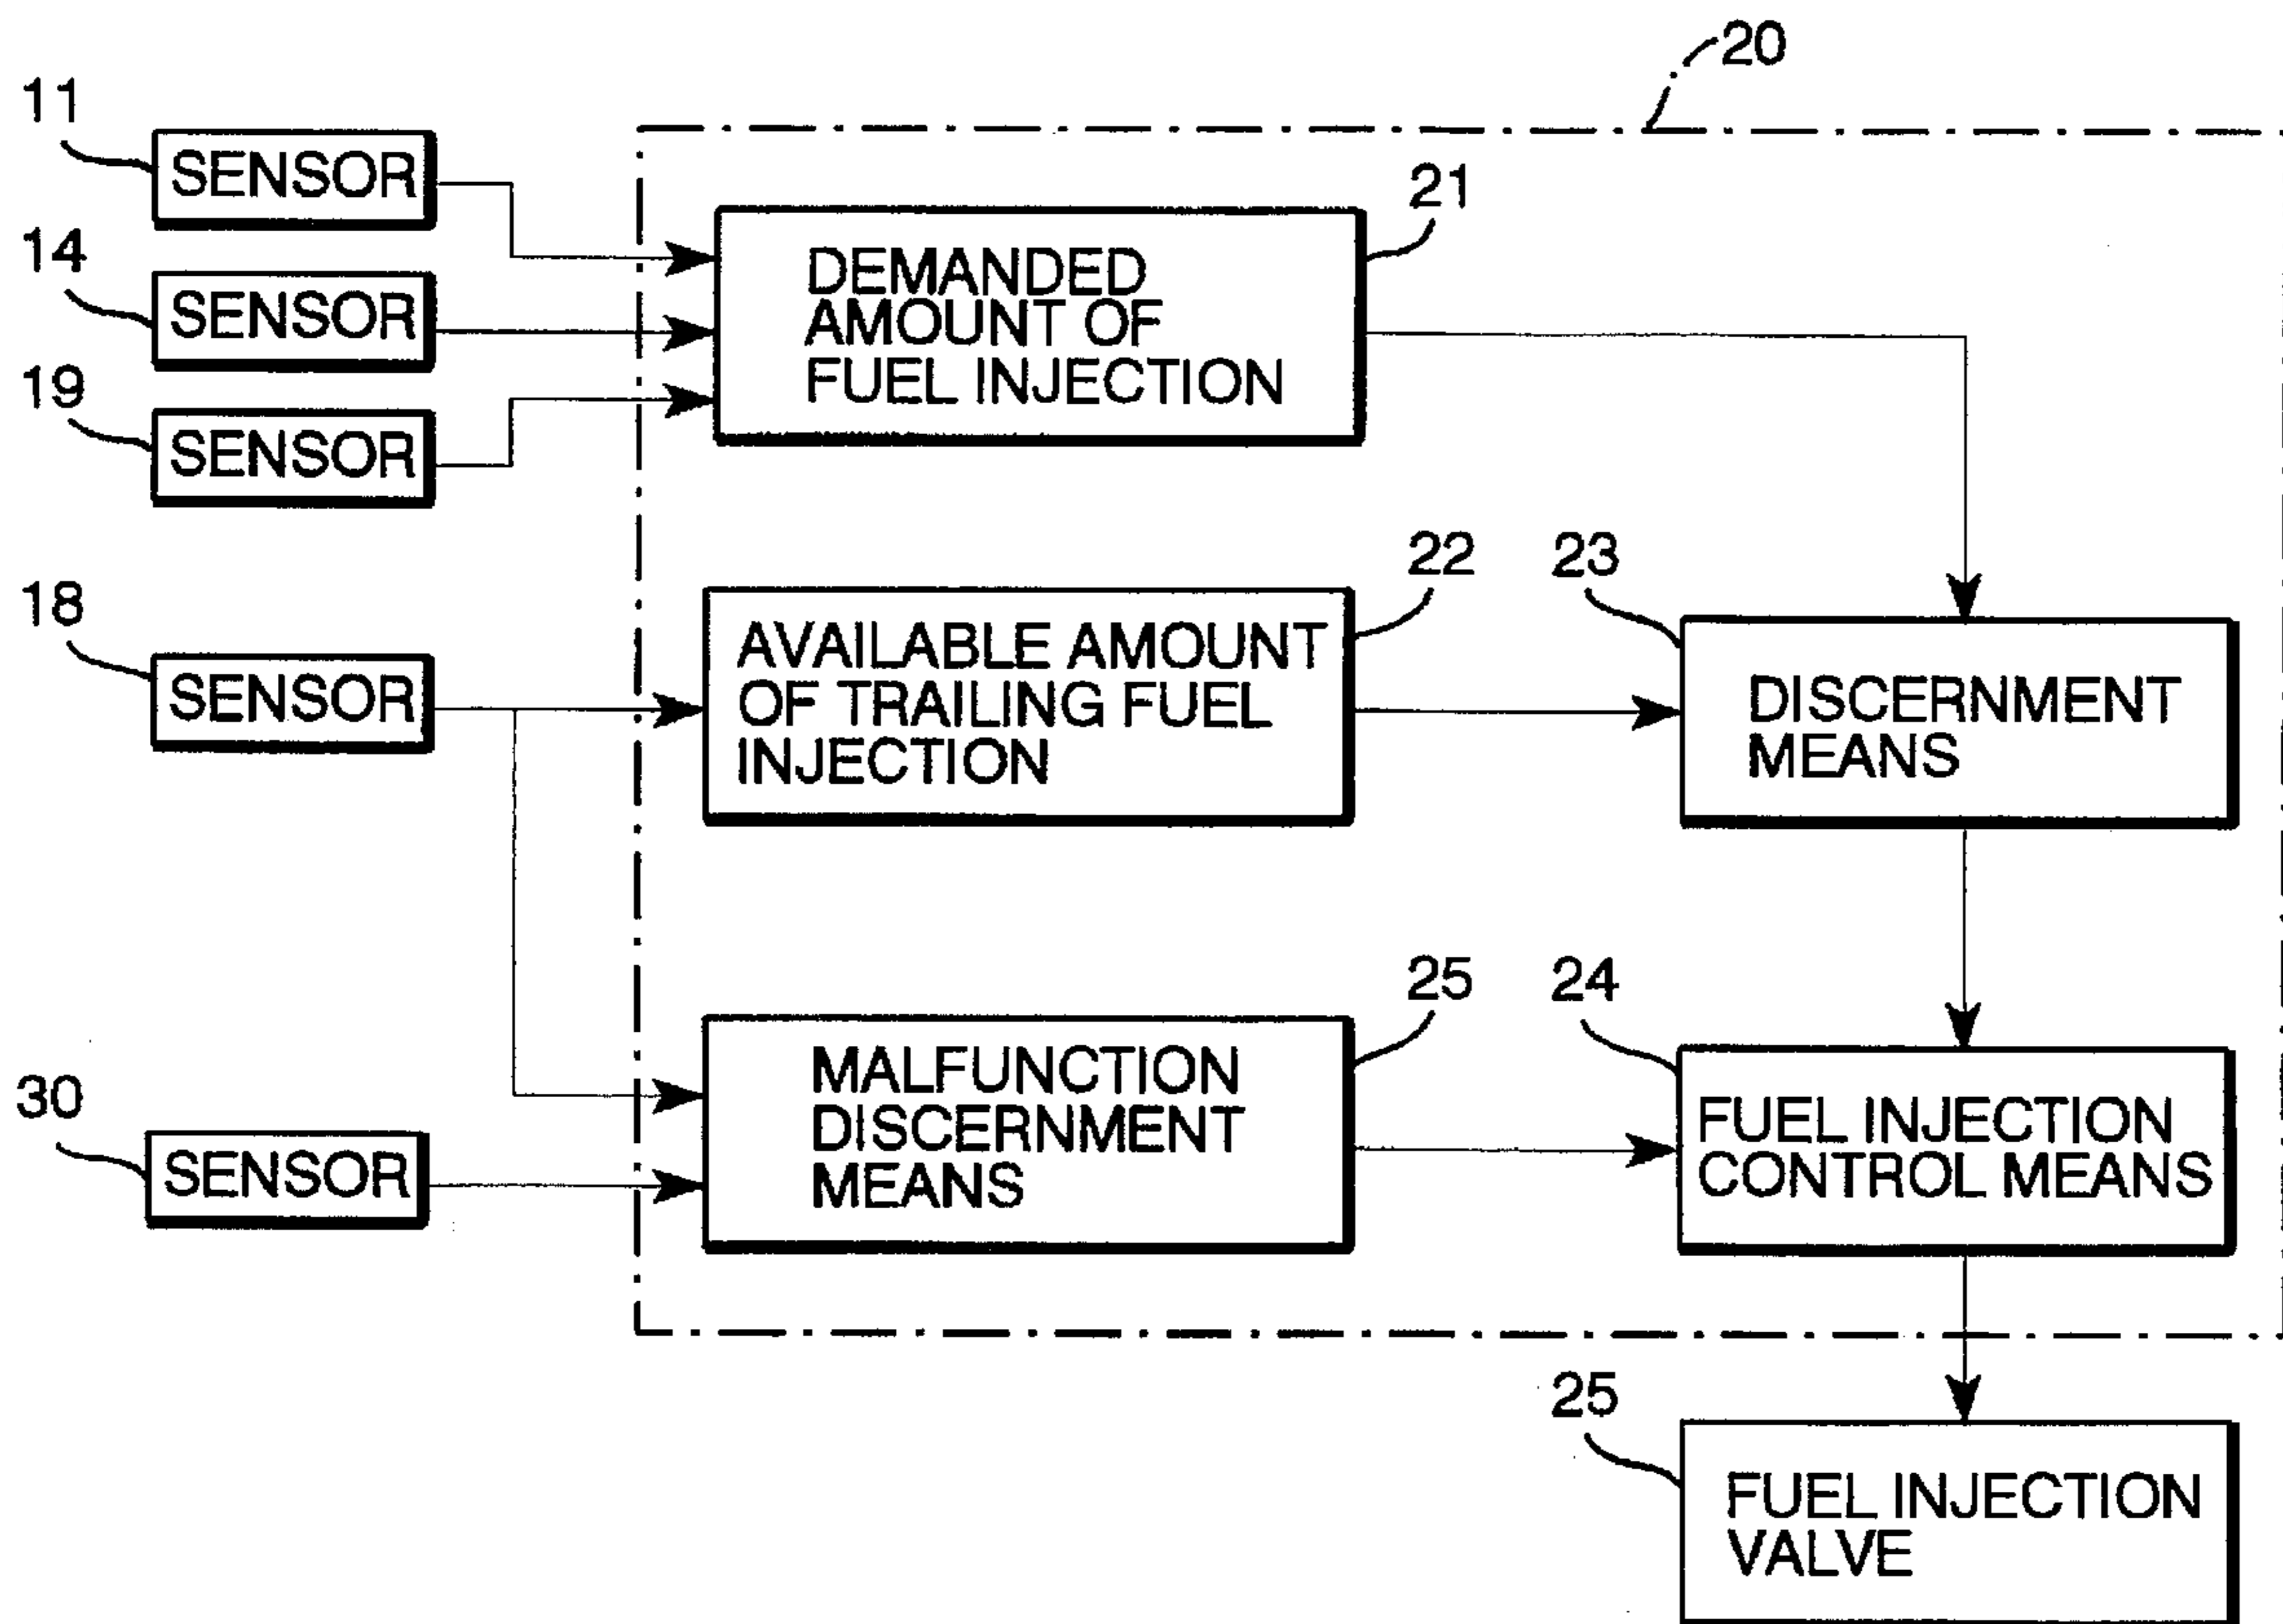 20
11
SENSOR
21
DEMANDED
AMOUNT OF
FUEL INJECTION
14
SENSOR
19
SENSOR
18
SENSOR
22
AVAILABLE AMOUNT
OF TRAILING FUEL
INJECTION
23
DISCERNMENT
MEANS
30
SENSOR
25
MALFUNCTION
DISCERNMENT
MEANS
24
FUEL INJECTION
CONTROL MEANS
25
FUEL INJECTION
VALVE